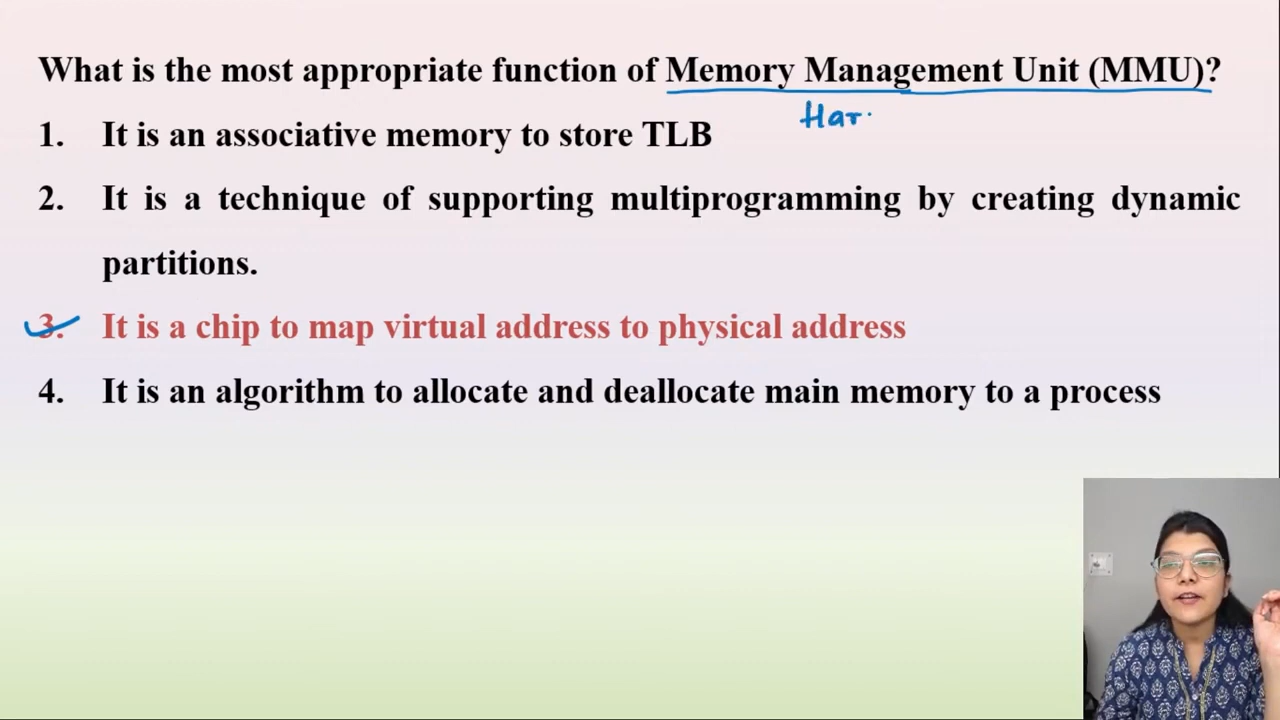 What is the most appropriate function of Memory Management Unit (MMU)?
Har.
1. It is an associative memory to store TLB
2. It is a technique of supporting multiprogramming by creating dynamic
partitions.
3. It is a chip to map virtual address to physical address
4. It is an algorithm to allocate and deallocate main memory to a process